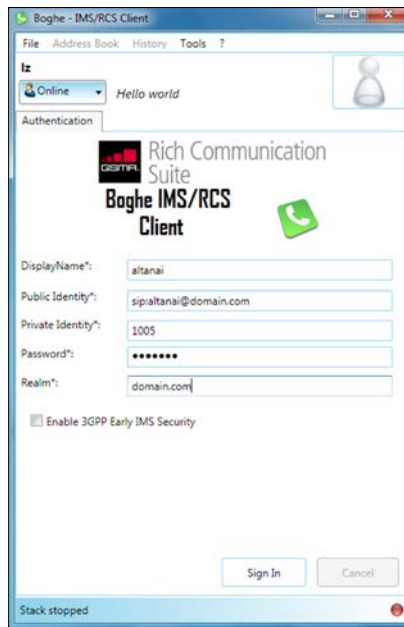 Boghe - IMS/RCS Client
File Address Book History Tools ?
Iz
Online Hello world
Authentication
GSMA
Rich Communication
Suite
Boghe IMS/RCS
Client
DisplayName*: altanai
Public Identity*: sip:altanai@domain.com
Private Identity*: 1005
Password*: •••••••
Realm*: domain.com
Enable 3GPP Early IMS Security
Sign In Cancel
Stack stopped